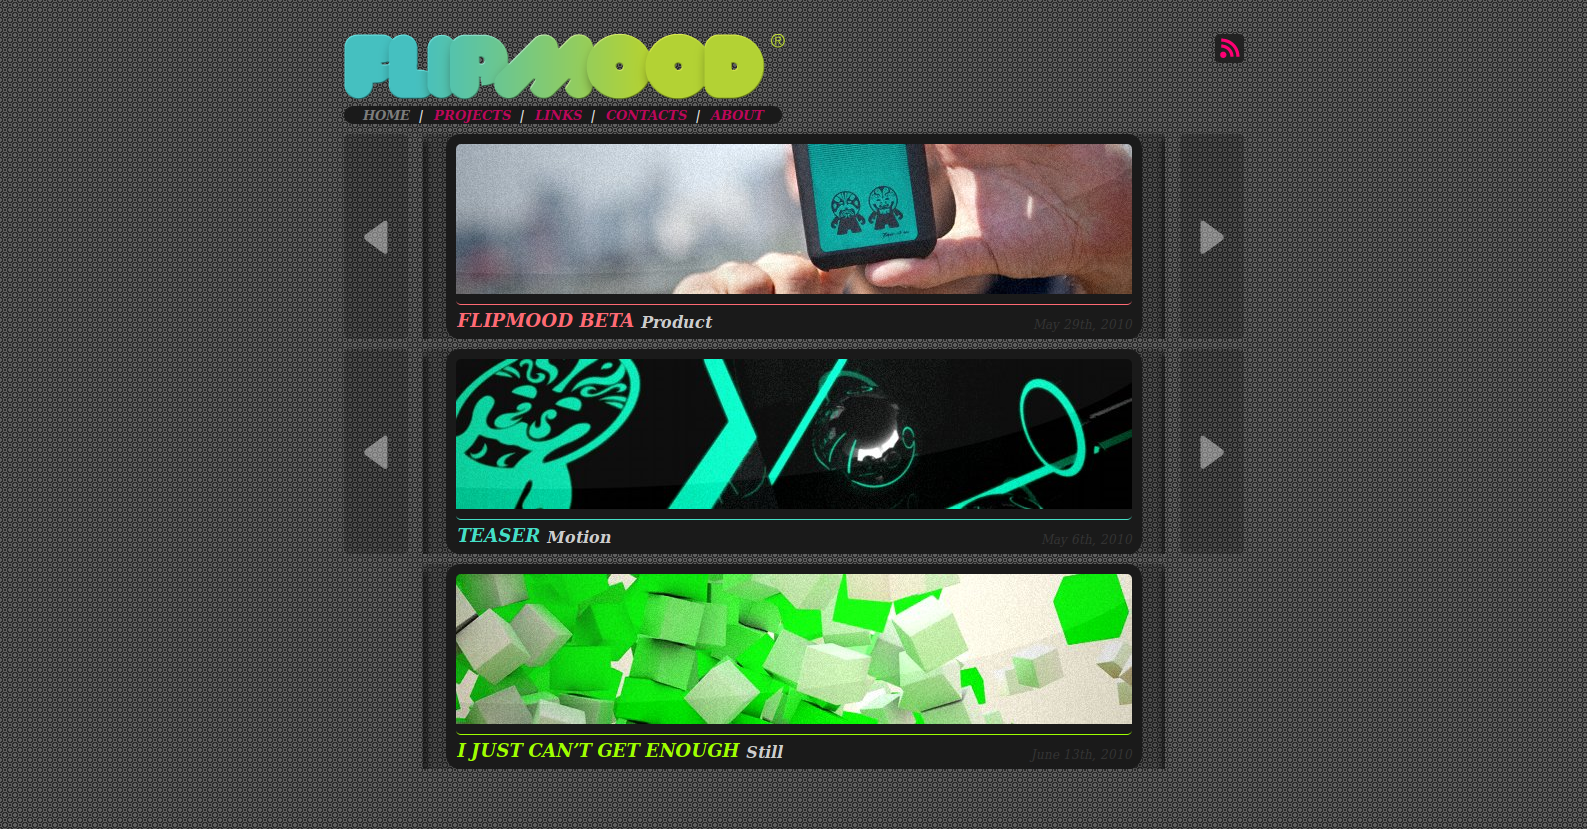 FLIPMOOD ®
HOME | PROJECTS | LINKS | CONTACTS | ABOUT
FLIPMOOD BETA Product May 29th, 2010
TEASER Motion May 6th, 2010
I JUST CAN’T GET ENOUGH Still June 13th, 2010